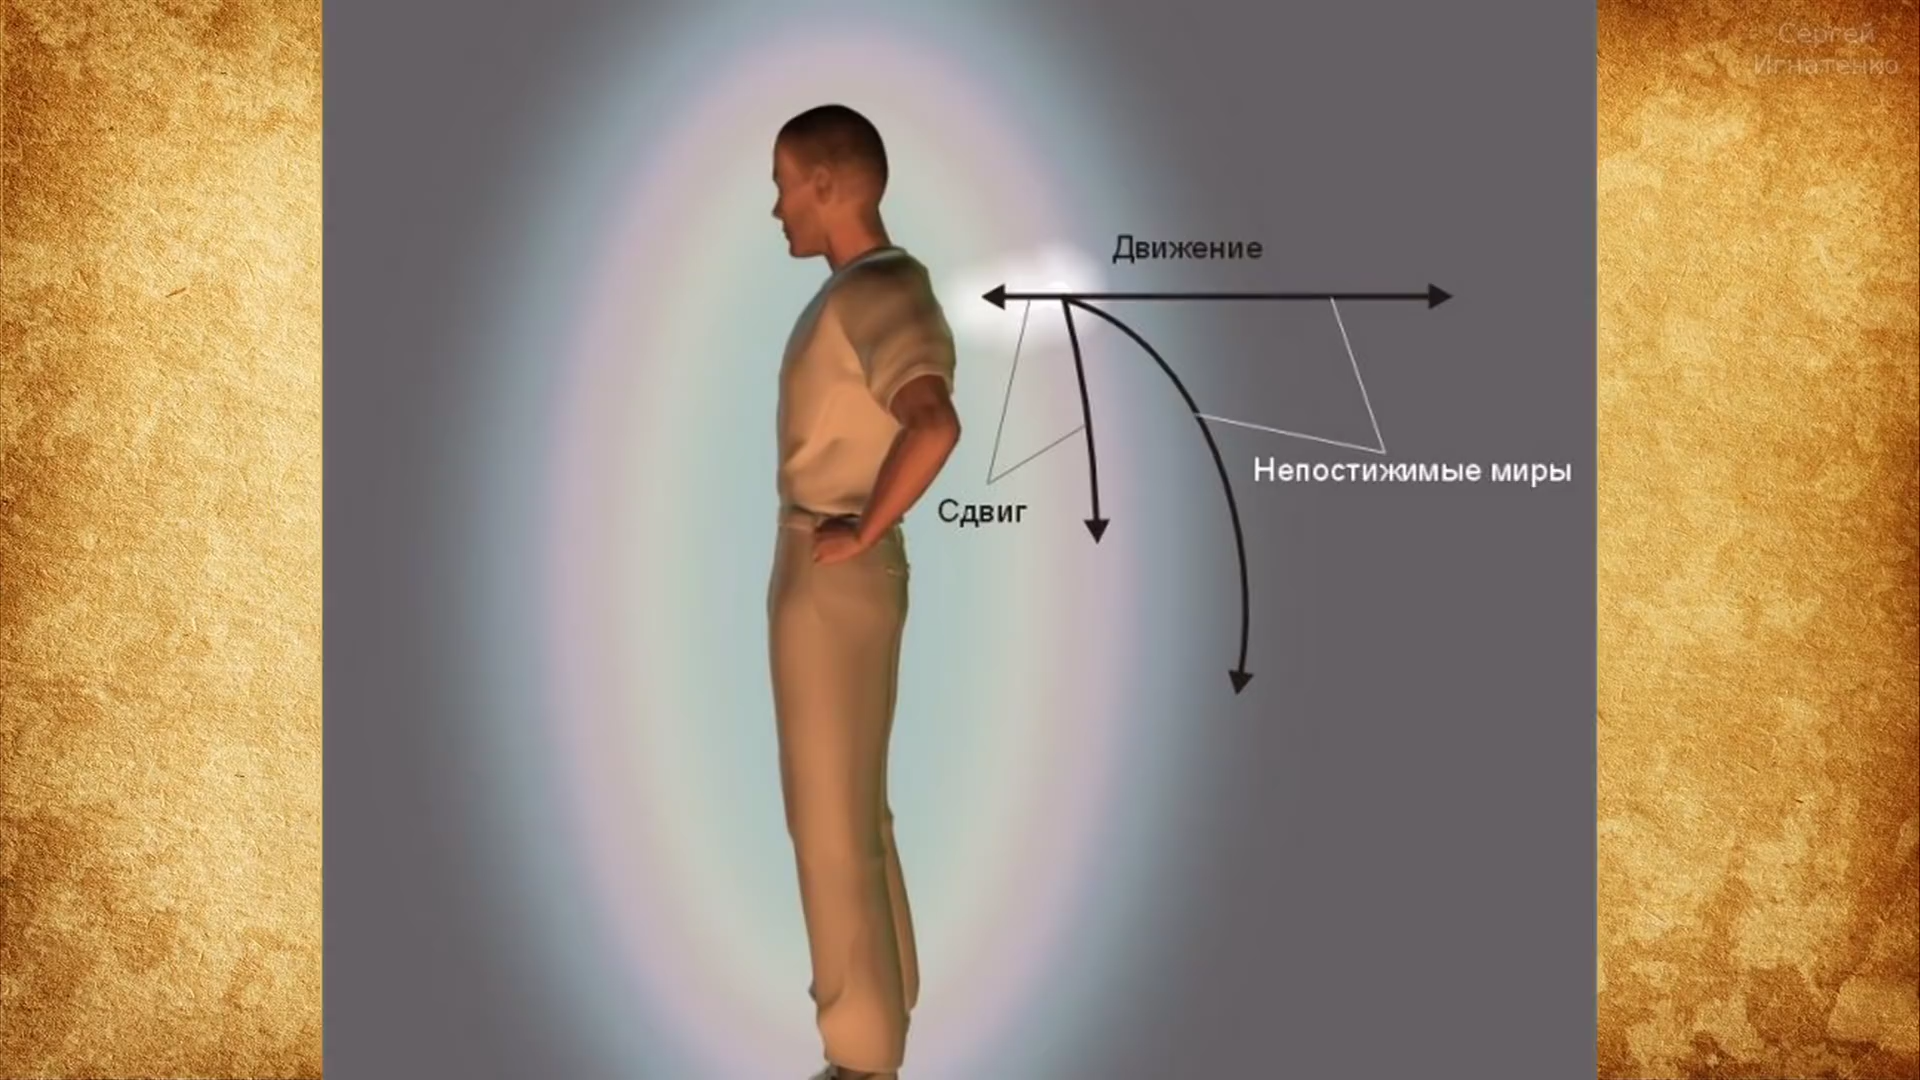 Сергей
Игнатенко
Движение
Непостижимые миры
Сдвиг